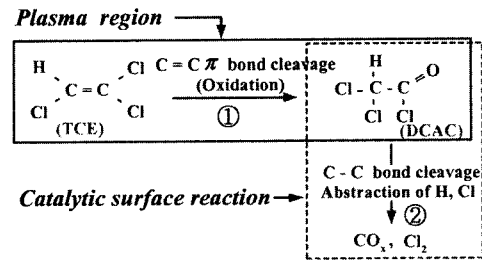 Plasma region
H
Cl
C = C
Cl
Cl
(TCE)
C = C π bond cleavage
(Oxidation)
①
H
Cl - C - C
O
Cl
Cl
(DCAC)
C - C bond cleavage
Abstraction of H, Cl
Catalytic surface reaction
②
COx, Cl2